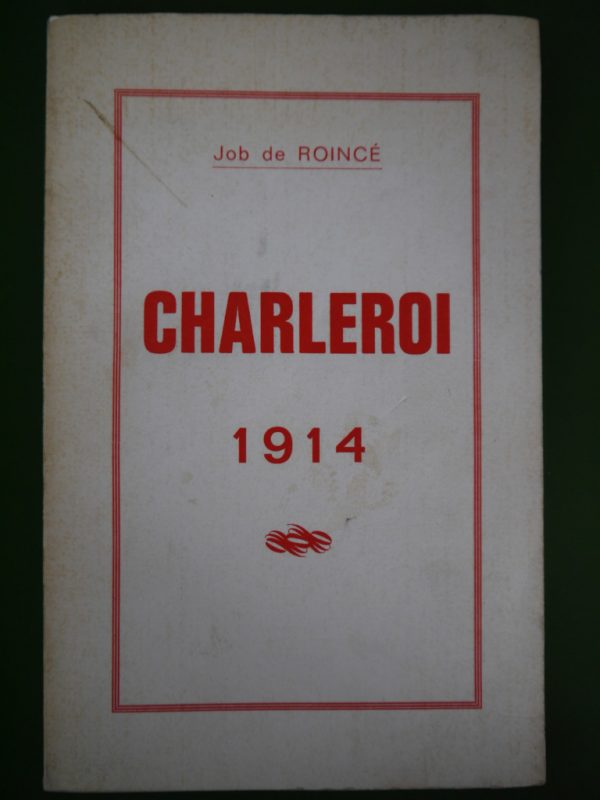 Job de ROINCÉ
CHARLEROI
1914